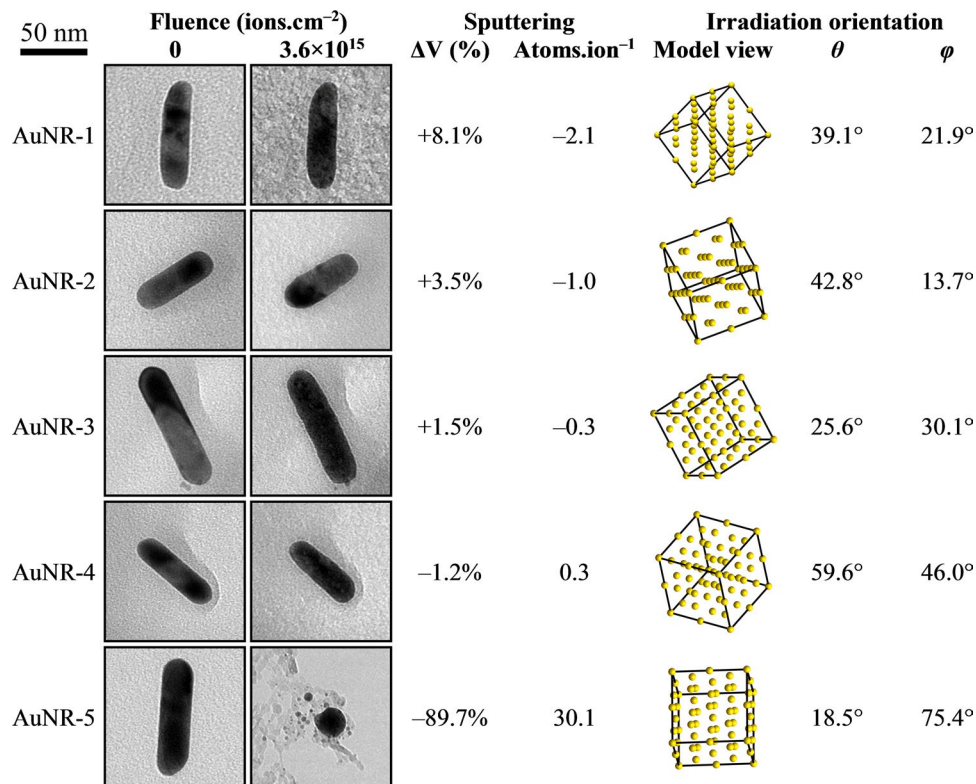 50 nm
Fluence (ions.cm⁻²) Sputtering Irradiation orientation
0 3.6×10¹⁵ ΔV (%) Atoms.ion⁻¹ Model view θ φ
AuNR-1 +8.1% –2.1 39.1° 21.9°
AuNR-2 +3.5% –1.0 42.8° 13.7°
AuNR-3 +1.5% –0.3 25.6° 30.1°
AuNR-4 –1.2% 0.3 59.6° 46.0°
AuNR-5 –89.7% 30.1 18.5° 75.4°